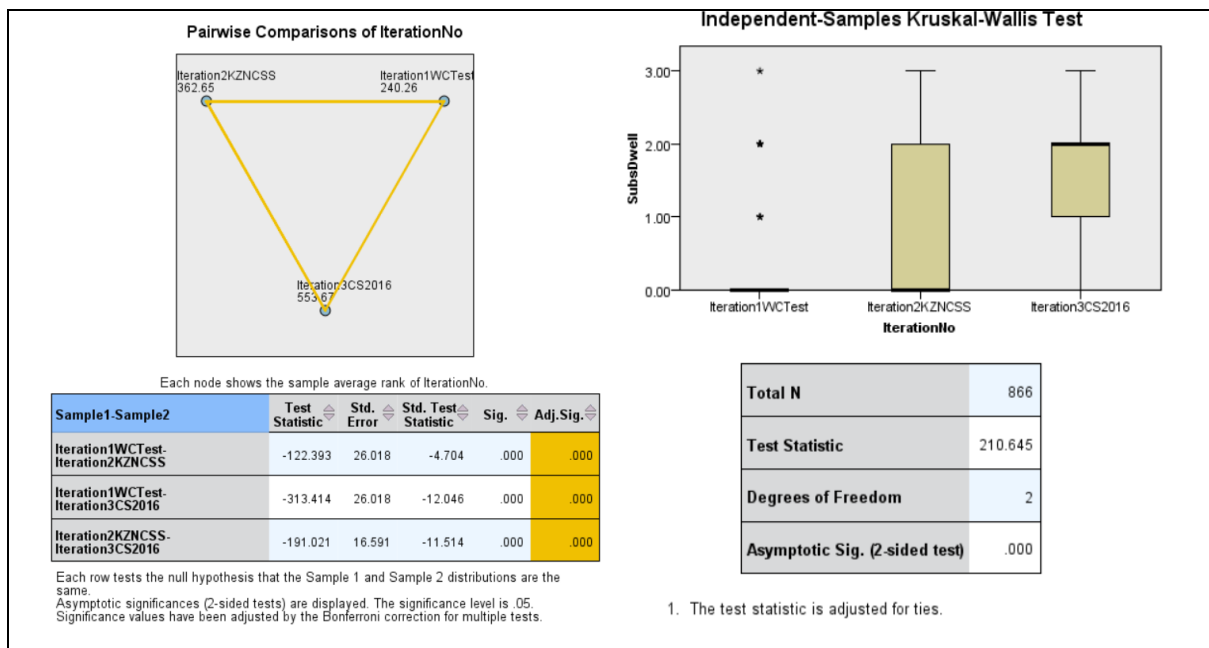 Pairwise Comparisons of IterationNo
Iteration2KZNCSS
362.65
Iteration1WCTest
240.26
Iteration3CS2016
553.67
Each node shows the sample average rank of IterationNo.
Sample1-Sample2 Test Statistic Std. Error Std. Test Statistic Sig. Adj.Sig.
Iteration1WCTest-
Iteration2KZNCSS -122.393 26.018 -4.704 .000 .000
Iteration1WCTest-
Iteration3CS2016 -313.414 26.018 -12.046 .000 .000
Iteration2KZNCSS-
Iteration3CS2016 -191.021 16.591 -11.514 .000 .000
Each row tests the null hypothesis that the Sample 1 and Sample 2 distributions are the
same.
Asymptotic significances (2-sided tests) are displayed. The significance level is .05.
Significance values have been adjusted by the Bonferroni correction for multiple tests.
Independent-Samples Kruskal-Wallis Test
SubsDwell
3.00
2.00
1.00
0.00
Iteration1WCTest Iteration2KZNCSS Iteration3CS2016
IterationNo
Total N 866
Test Statistic 210.645
Degrees of Freedom 2
Asymptotic Sig. (2-sided test) .000
1. The test statistic is adjusted for ties.